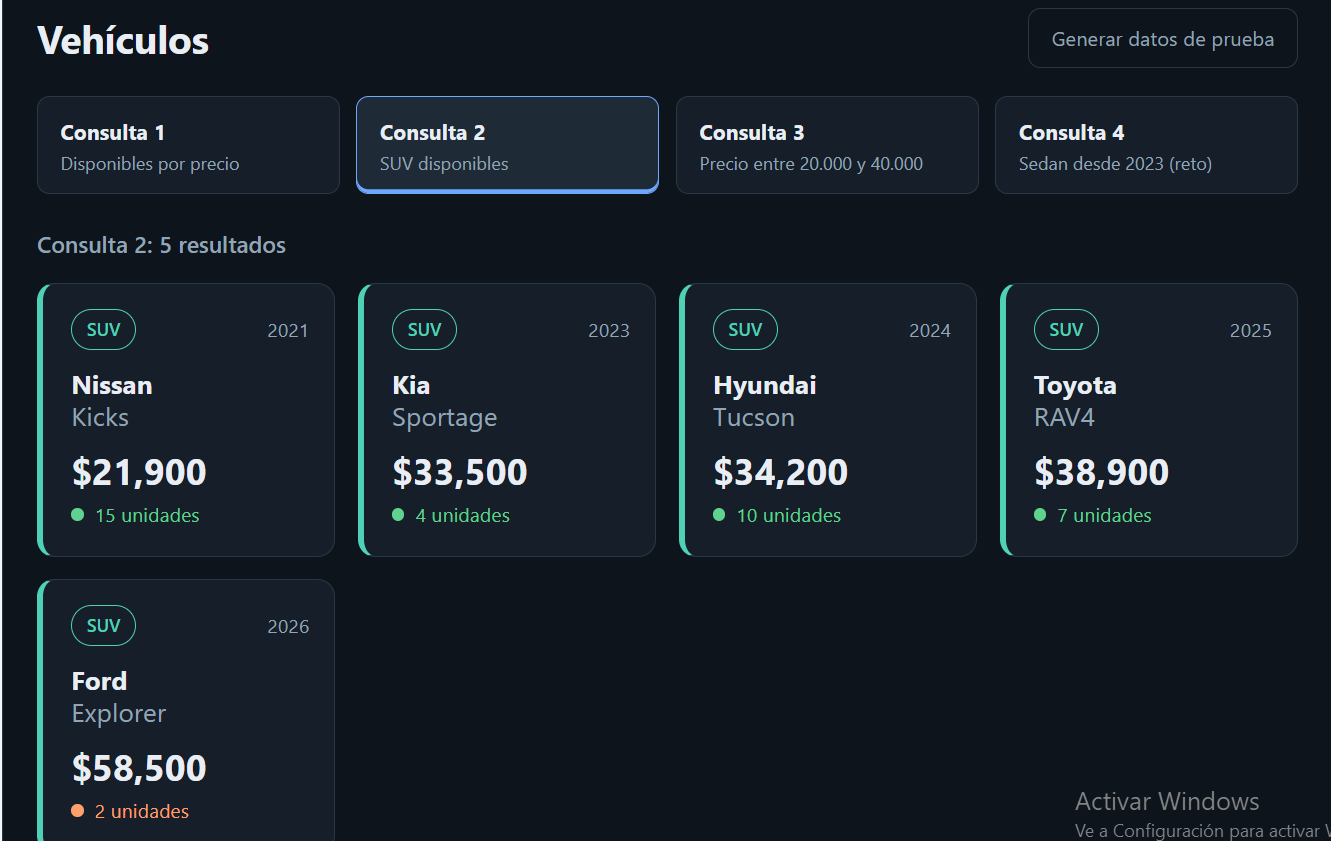 Vehículos
Generar datos de prueba
Consulta 1
Disponibles por precio
Consulta 2
SUV disponibles
Consulta 3
Precio entre 20.000 y 40.000
Consulta 4
Sedan desde 2023 (reto)
Consulta 2: 5 resultados
SUV
2021
Nissan
Kicks
$21,900
15 unidades
SUV
2023
Kia
Sportage
$33,500
4 unidades
SUV
2024
Hyundai
Tucson
$34,200
10 unidades
SUV
2025
Toyota
RAV4
$38,900
7 unidades
SUV
2026
Ford
Explorer
$58,500
2 unidades
Activar Windows
Ve a Configuración para activar